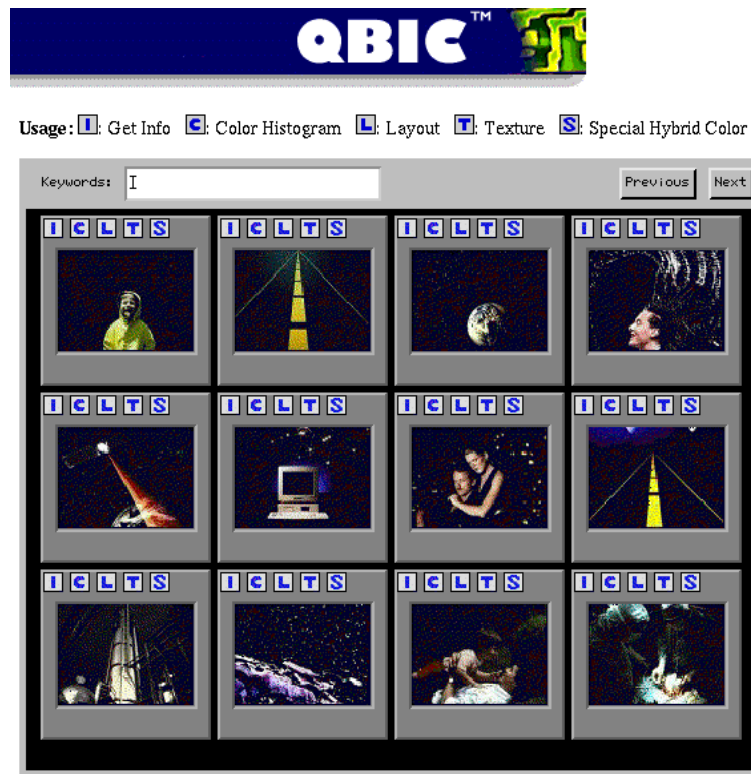 QBIC™
Usage: I: Get Info C: Color Histogram L: Layout T: Texture S: Special Hybrid Color
Keywords: Previous Next
I C L T S I C L T S I C L T S I C L T S
I C L T S I C L T S I C L T S I C L T S
I C L T S I C L T S I C L T S I C L T S